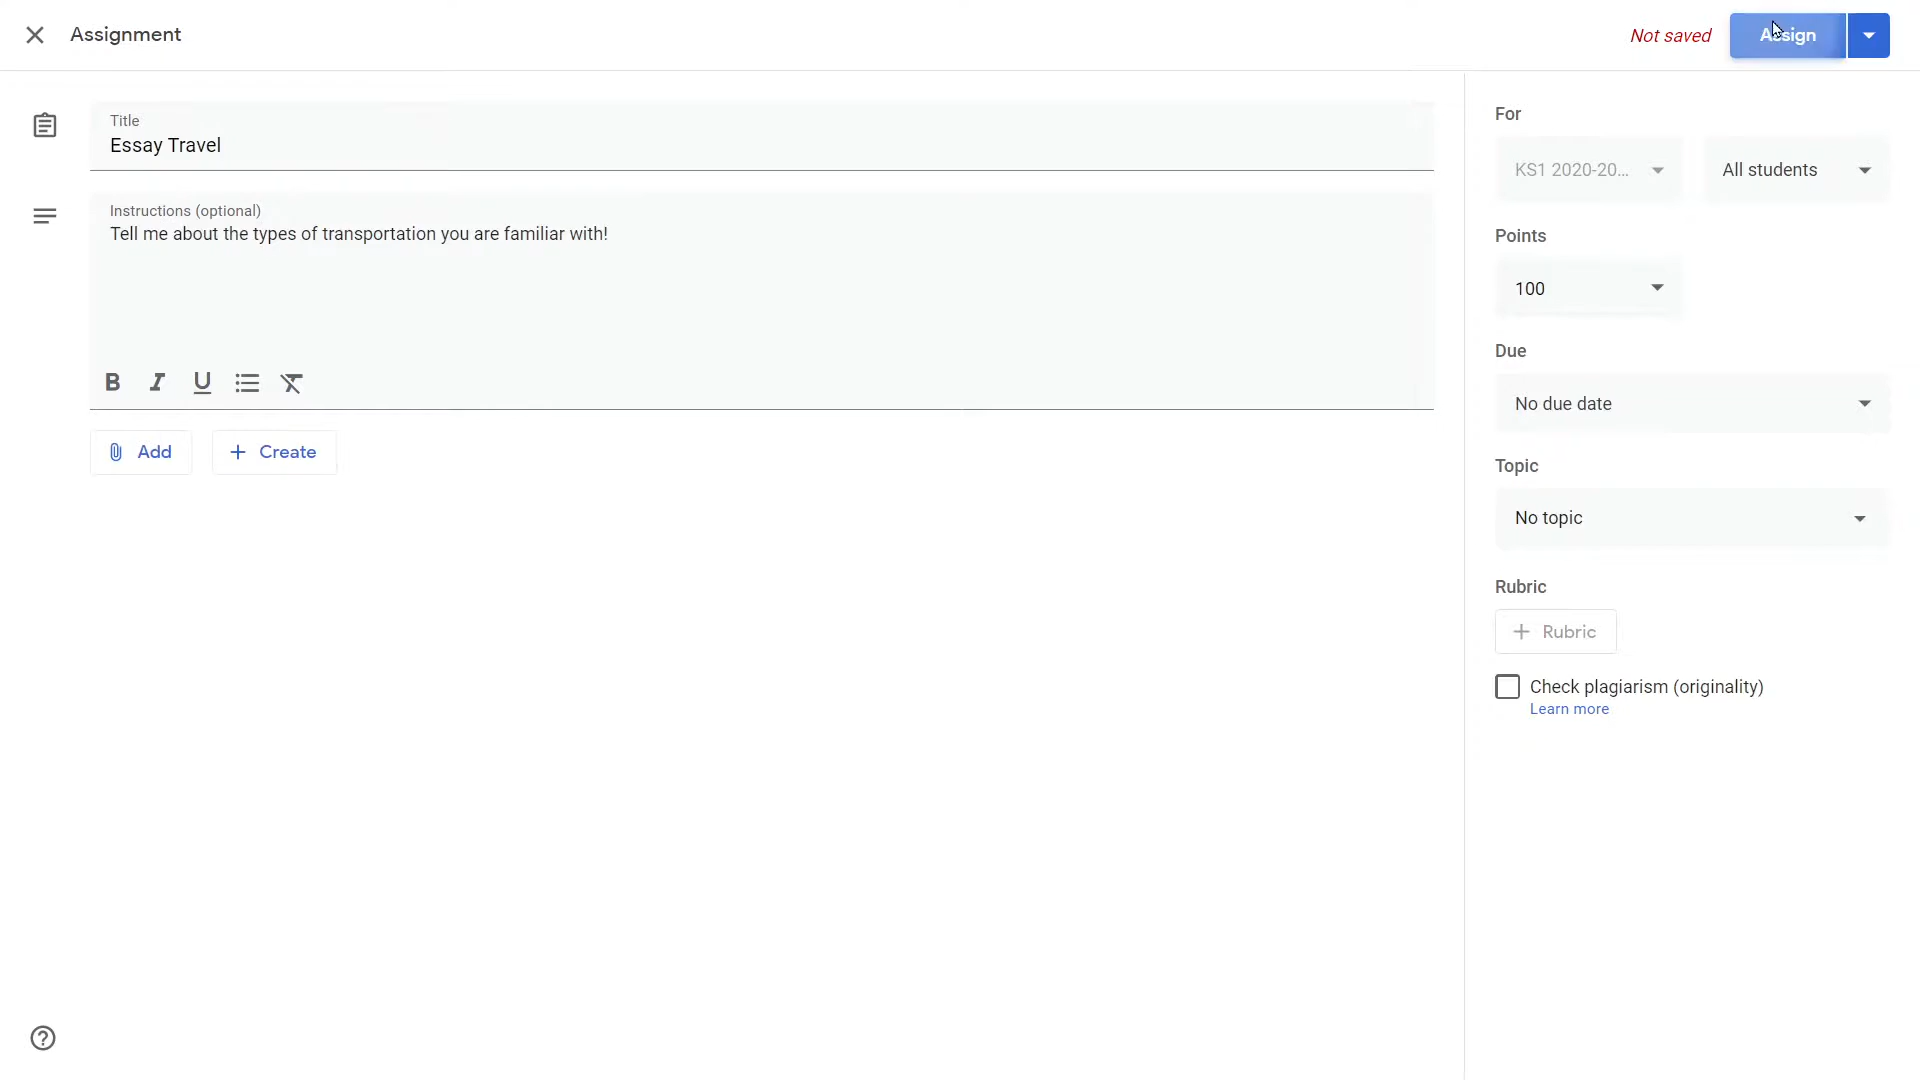 Assignment
Not saved
Assign
Title
Essay Travel
Instructions (optional)
Tell me about the types of transportation you are familiar with!
B I U
Add
Create
For
KS1 2020-20...
All students
Points
100
Due
No due date
Topic
No topic
Rubric
Rubric
Check plagiarism (originality)
Learn more